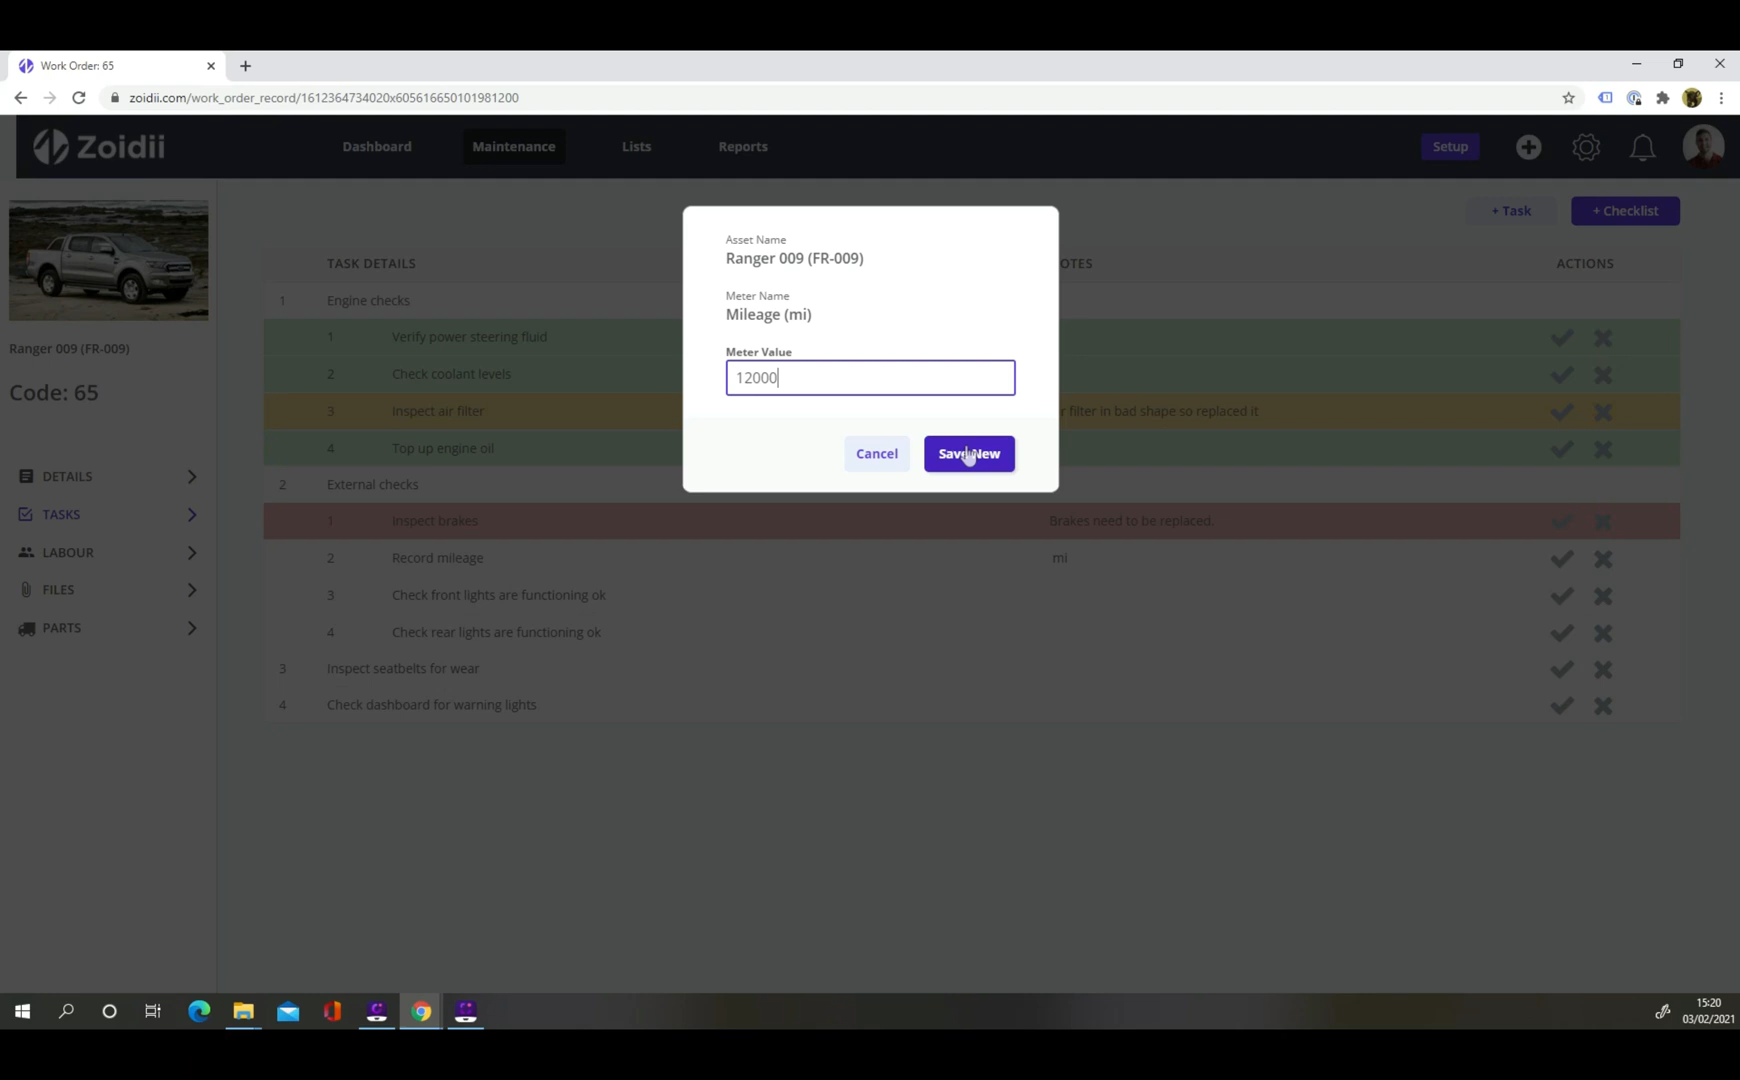 Work Order: 65
zoidii.com/work_order_record/1612364734020x605616650101981200
Zoidii
Dashboard
Maintenance
Lists
Reports
Setup
Ranger 009 (FR-009)
Code: 65
DETAILS
TASKS
LABOUR
FILES
PARTS
+ Task
+ Checklist
TASK DETAILS
OTES
ACTIONS
1 Engine checks
1 Verify power steering fluid
2 Check coolant levels
3 Inspect air filter
r filter in bad shape so replaced it
4 Top up engine oil
2 External checks
1 Inspect brakes Brakes need to be replaced.
2 Record mileage mi
3 Check front lights are functioning ok
4 Check rear lights are functioning ok
3 Inspect seatbelts for wear
4 Check dashboard for warning lights
Asset Name
Ranger 009 (FR-009)
Meter Name
Mileage (mi)
Meter Value
12000
Cancel
Save New
15:20
03/02/2021